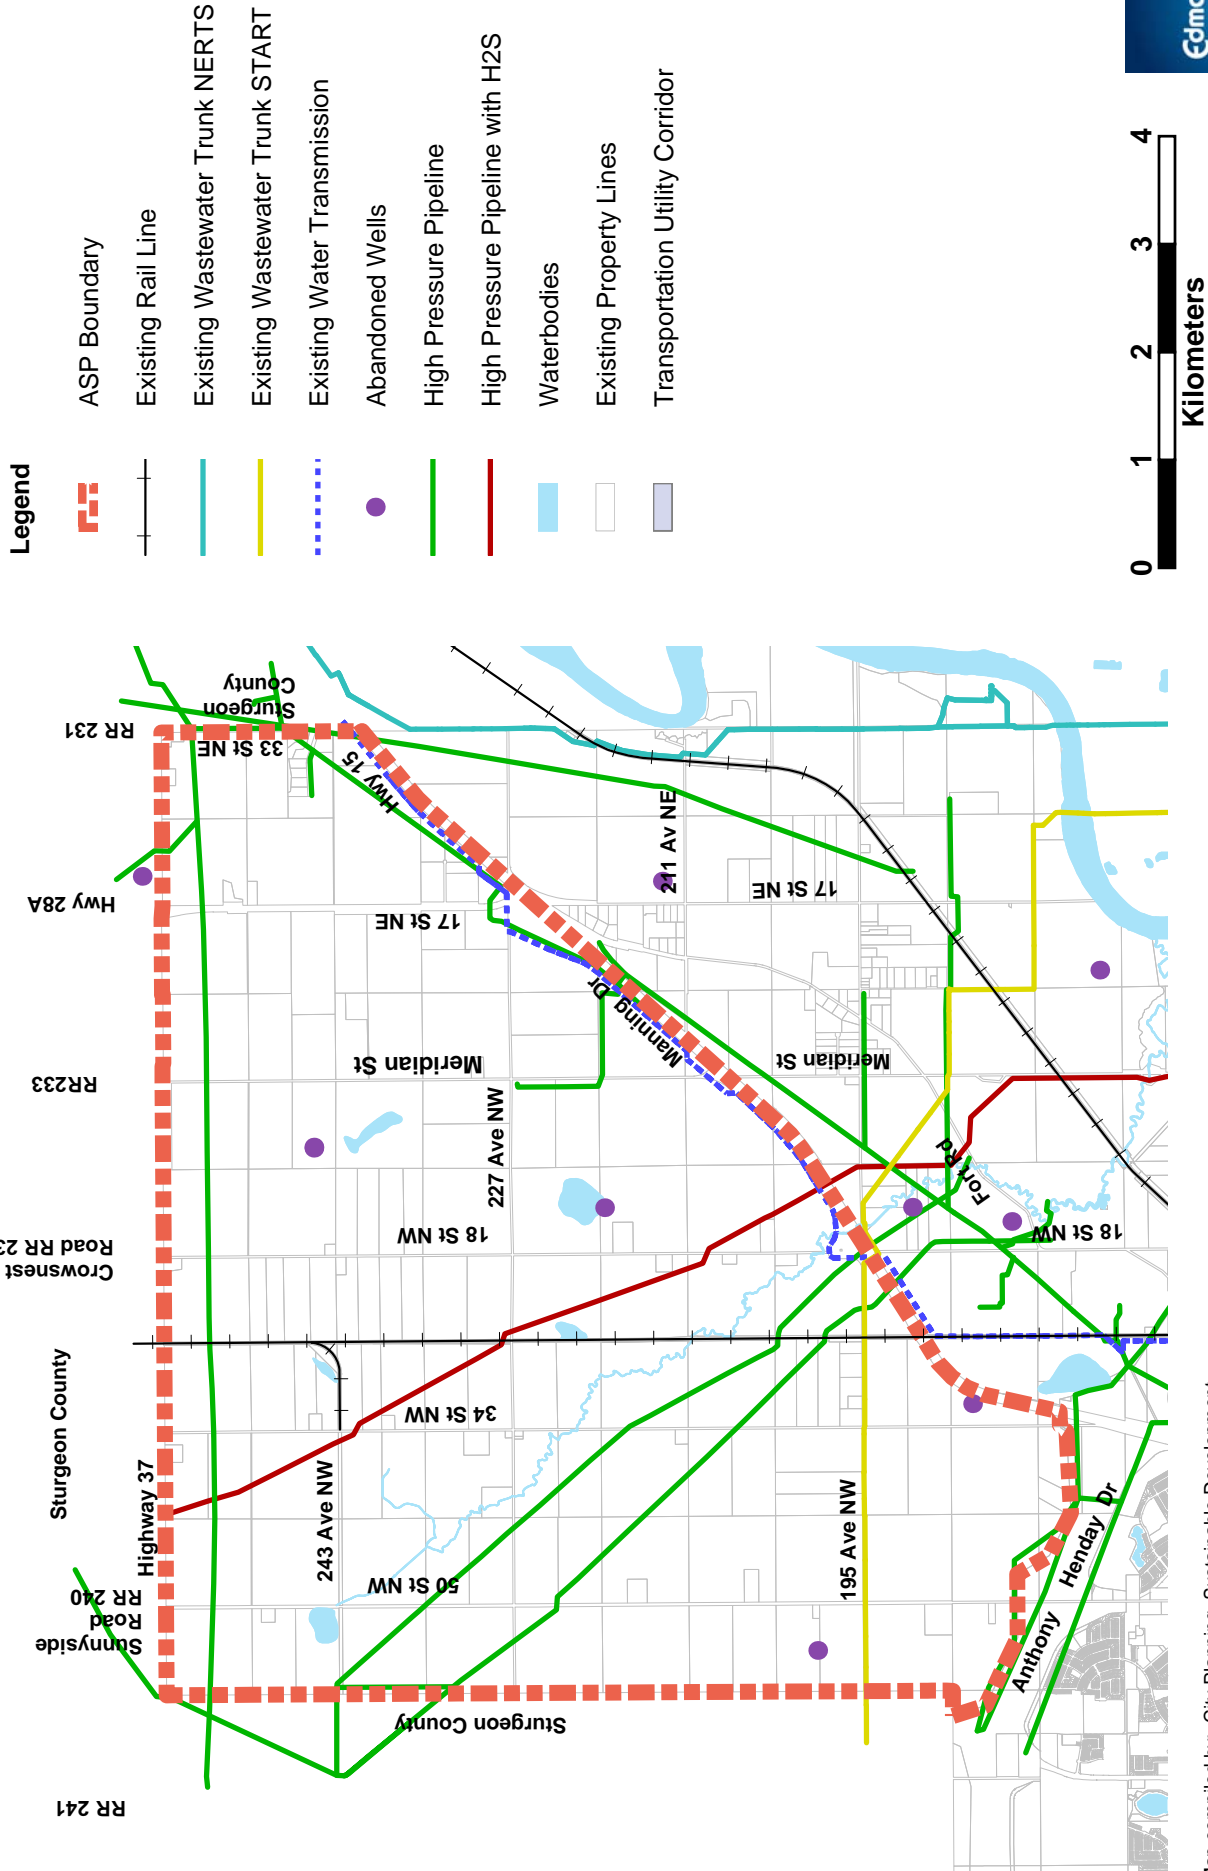 Legend
ASP Boundary
Existing Rail Line
Existing Wastewater Trunk NERTS
Existing Wastewater Trunk START
Existing Water Transmission
Abandoned Wells
High Pressure Pipeline
High Pressure Pipeline with H2S
Waterbodies
Existing Property Lines
Transportation Utility Corridor
0 1 2 3 4
Kilometers
Sturgeon County
RR 241
Sunnyside
Road
RR 240
Highway 37
Crowsnest
Road RR 23
RR233
Hwy 28A
RR 231
Sturgeon
County
33 St NE
Hwy 15
243 Ave NW
34 St NW
50 St NW
18 St NW
227 Ave NW
Meridian St
17 St NE
Manning Dr
211 Av NE
17 St NE
Meridian St
195 Ave NW
Fort Rd
18 St NW
Sturgeon County
Anthony
Henday Dr